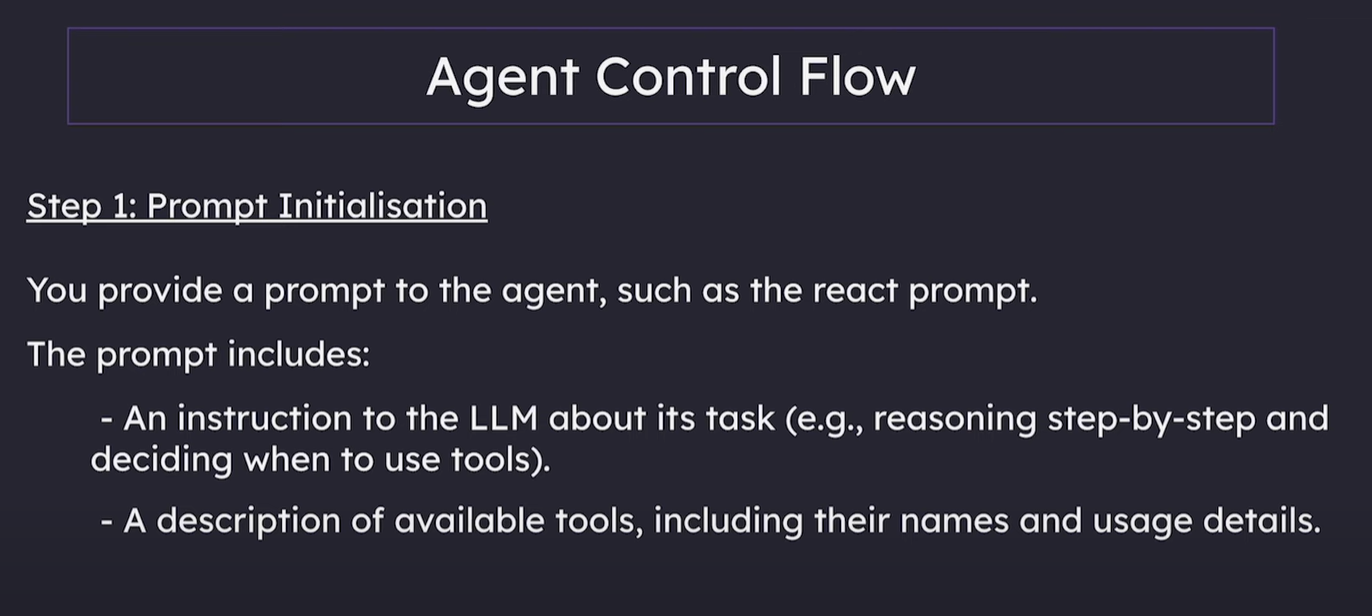 Agent Control Flow
Step 1: Prompt Initialisation
You provide a prompt to the agent, such as the react prompt.
The prompt includes:
- An instruction to the LLM about its task (e.g., reasoning step-by-step and
deciding when to use tools).
- A description of available tools, including their names and usage details.